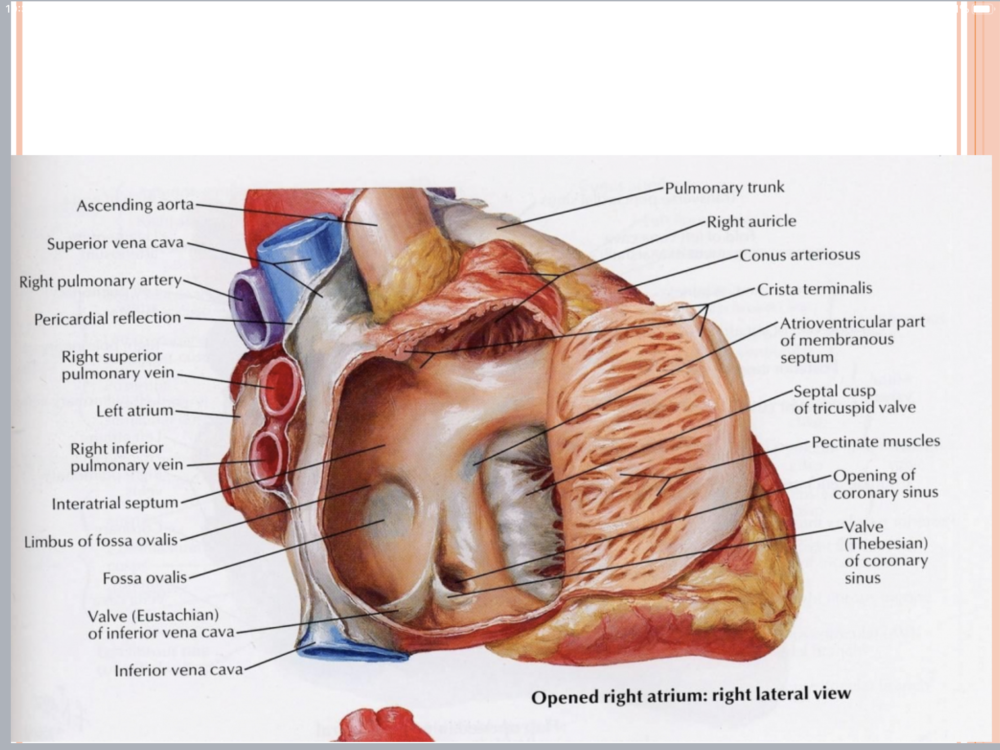 Ascending aorta
Superior vena cava
Right pulmonary artery
Pericardial reflection
Right superior
pulmonary vein
Left atrium
Right inferior
pulmonary vein
Interatrial septum
Limbus of fossa ovalis
Fossa ovalis
Valve (Eustachian)
of inferior vena cava
Inferior vena cava
Pulmonary trunk
Right auricle
Conus arteriosus
Crista terminalis
Atrioventricular part
of membranous
septum
Septal cusp
of tricuspid valve
Pectinate muscles
Opening of
coronary sinus
Valve
(Thebesian)
of coronary
sinus
Opened right atrium: right lateral view